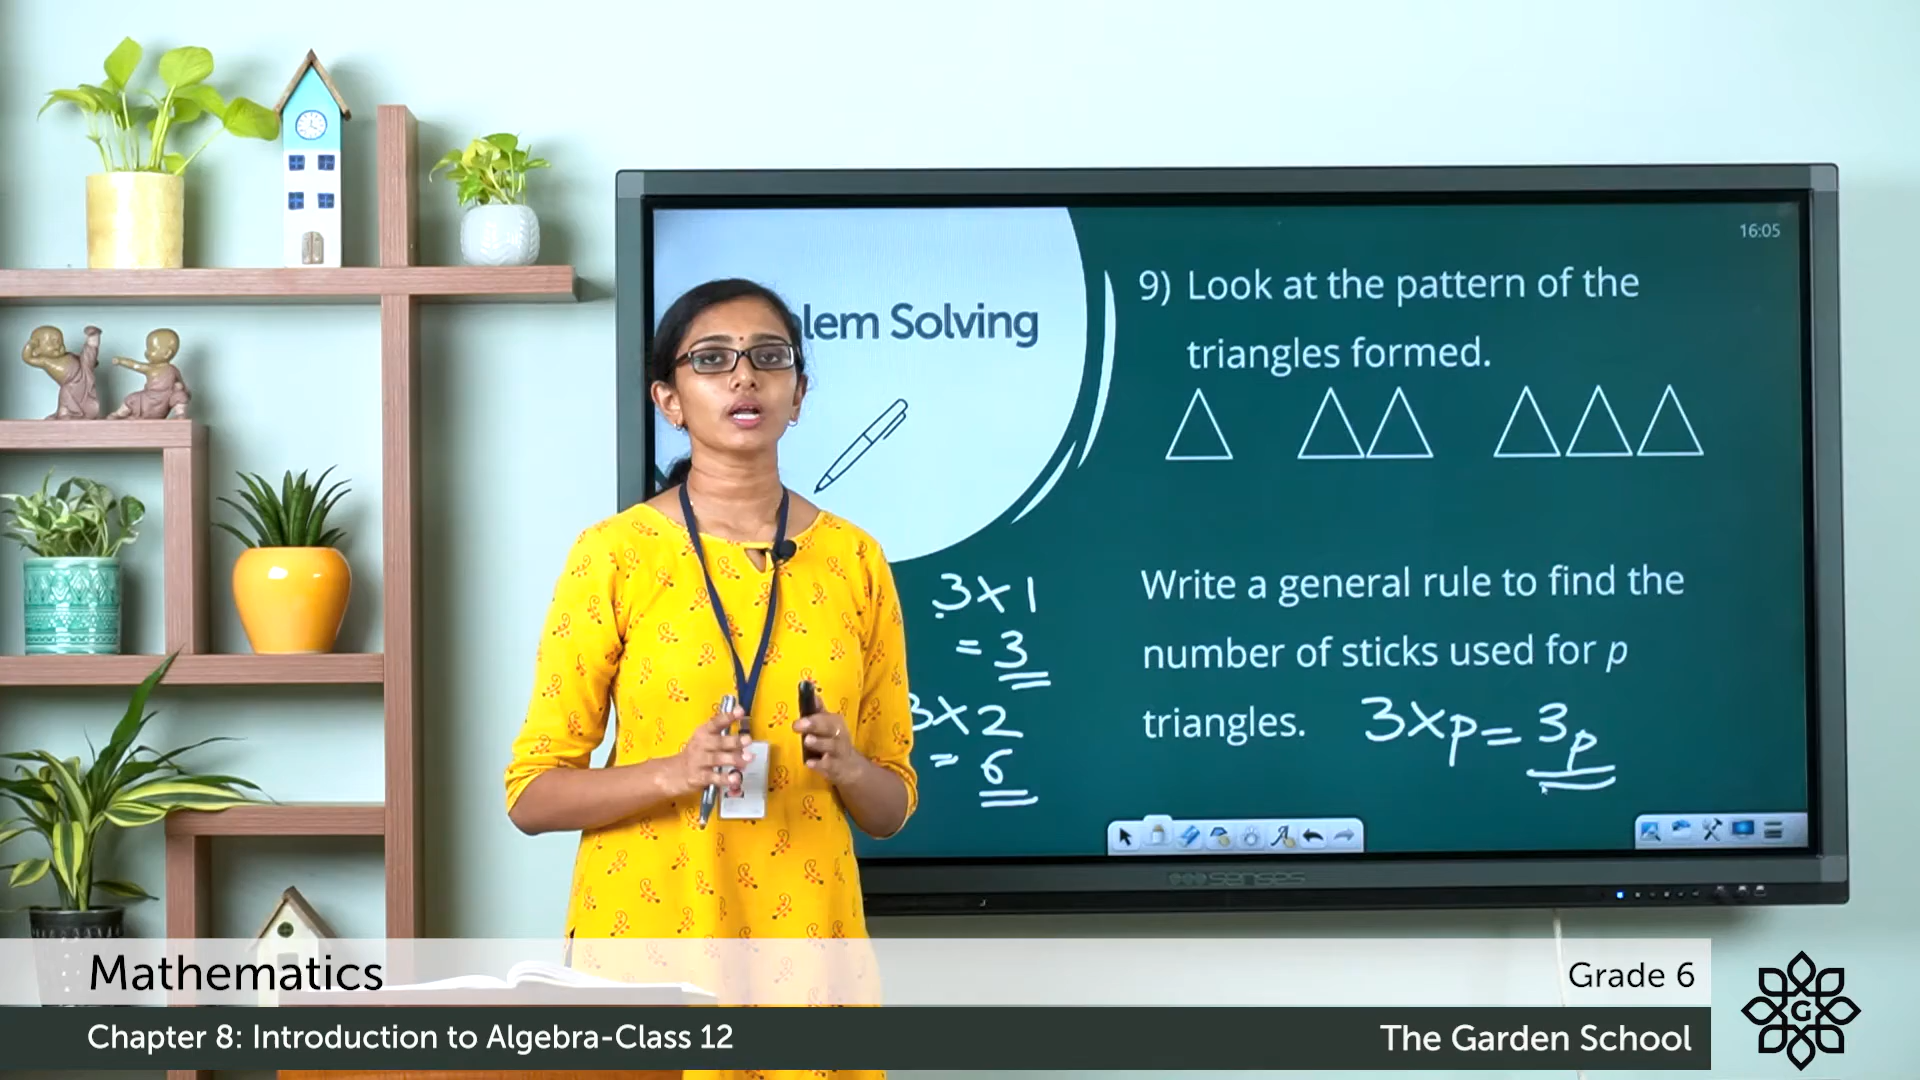 16:05
lem Solving
9) Look at the pattern of the
triangles formed.
3×1
= 3
3×2
= 6
Write a general rule to find the
number of sticks used for p
triangles. 3×p = 3p
senses
Mathematics
Grade 6
Chapter 8: Introduction to Algebra-Class 12
The Garden School
G